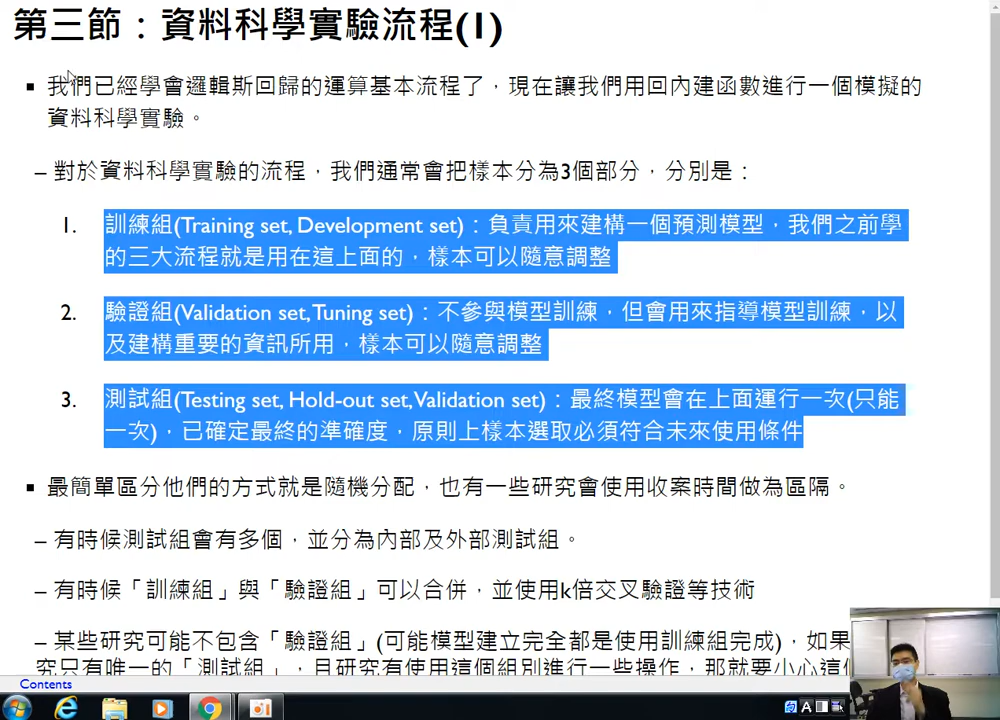 第三節：資料科學實驗流程(1)
我們已經學會邏輯斯回歸的運算基本流程了，現在讓我們用回內建函數進行一個模擬的
資料科學實驗。
– 對於資料科學實驗的流程，我們通常會把樣本分為3個部分，分別是：
1. 訓練組(Training set, Development set)：負責用來建構一個預測模型，我們之前學
的三大流程就是用在這上面的，樣本可以隨意調整
2. 驗證組(Validation set, Tuning set)：不參與模型訓練，但會用來指導模型訓練，以
及建構重要的資訊所用，樣本可以隨意調整
3. 測試組(Testing set, Hold-out set, Validation set)：最終模型會在上面運行一次(只能
一次)，已確定最終的準確度，原則上樣本選取必須符合未來使用條件
最簡單區分他們的方式就是隨機分配，也有一些研究會使用收案時間做為區隔。
– 有時候測試組會有多個，並分為內部及外部測試組。
– 有時候「訓練組」與「驗證組」可以合併，並使用k倍交叉驗證等技術
– 某些研究可能不包含「驗證組」(可能模型建立完全都是使用訓練組完成)，如果
究只有唯一的「測試組」，且研究有使用這個組別進行一些操作，那就要小心這
Contents